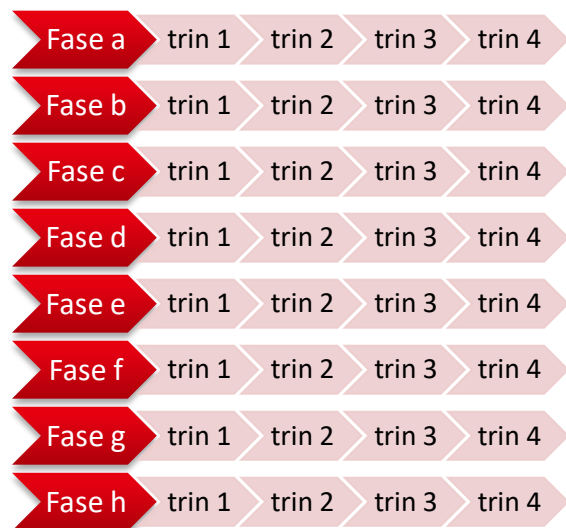 Fase a trin 1 trin 2 trin 3 trin 4
Fase b trin 1 trin 2 trin 3 trin 4
Fase c trin 1 trin 2 trin 3 trin 4
Fase d trin 1 trin 2 trin 3 trin 4
Fase e trin 1 trin 2 trin 3 trin 4
Fase f trin 1 trin 2 trin 3 trin 4
Fase g trin 1 trin 2 trin 3 trin 4
Fase h trin 1 trin 2 trin 3 trin 4